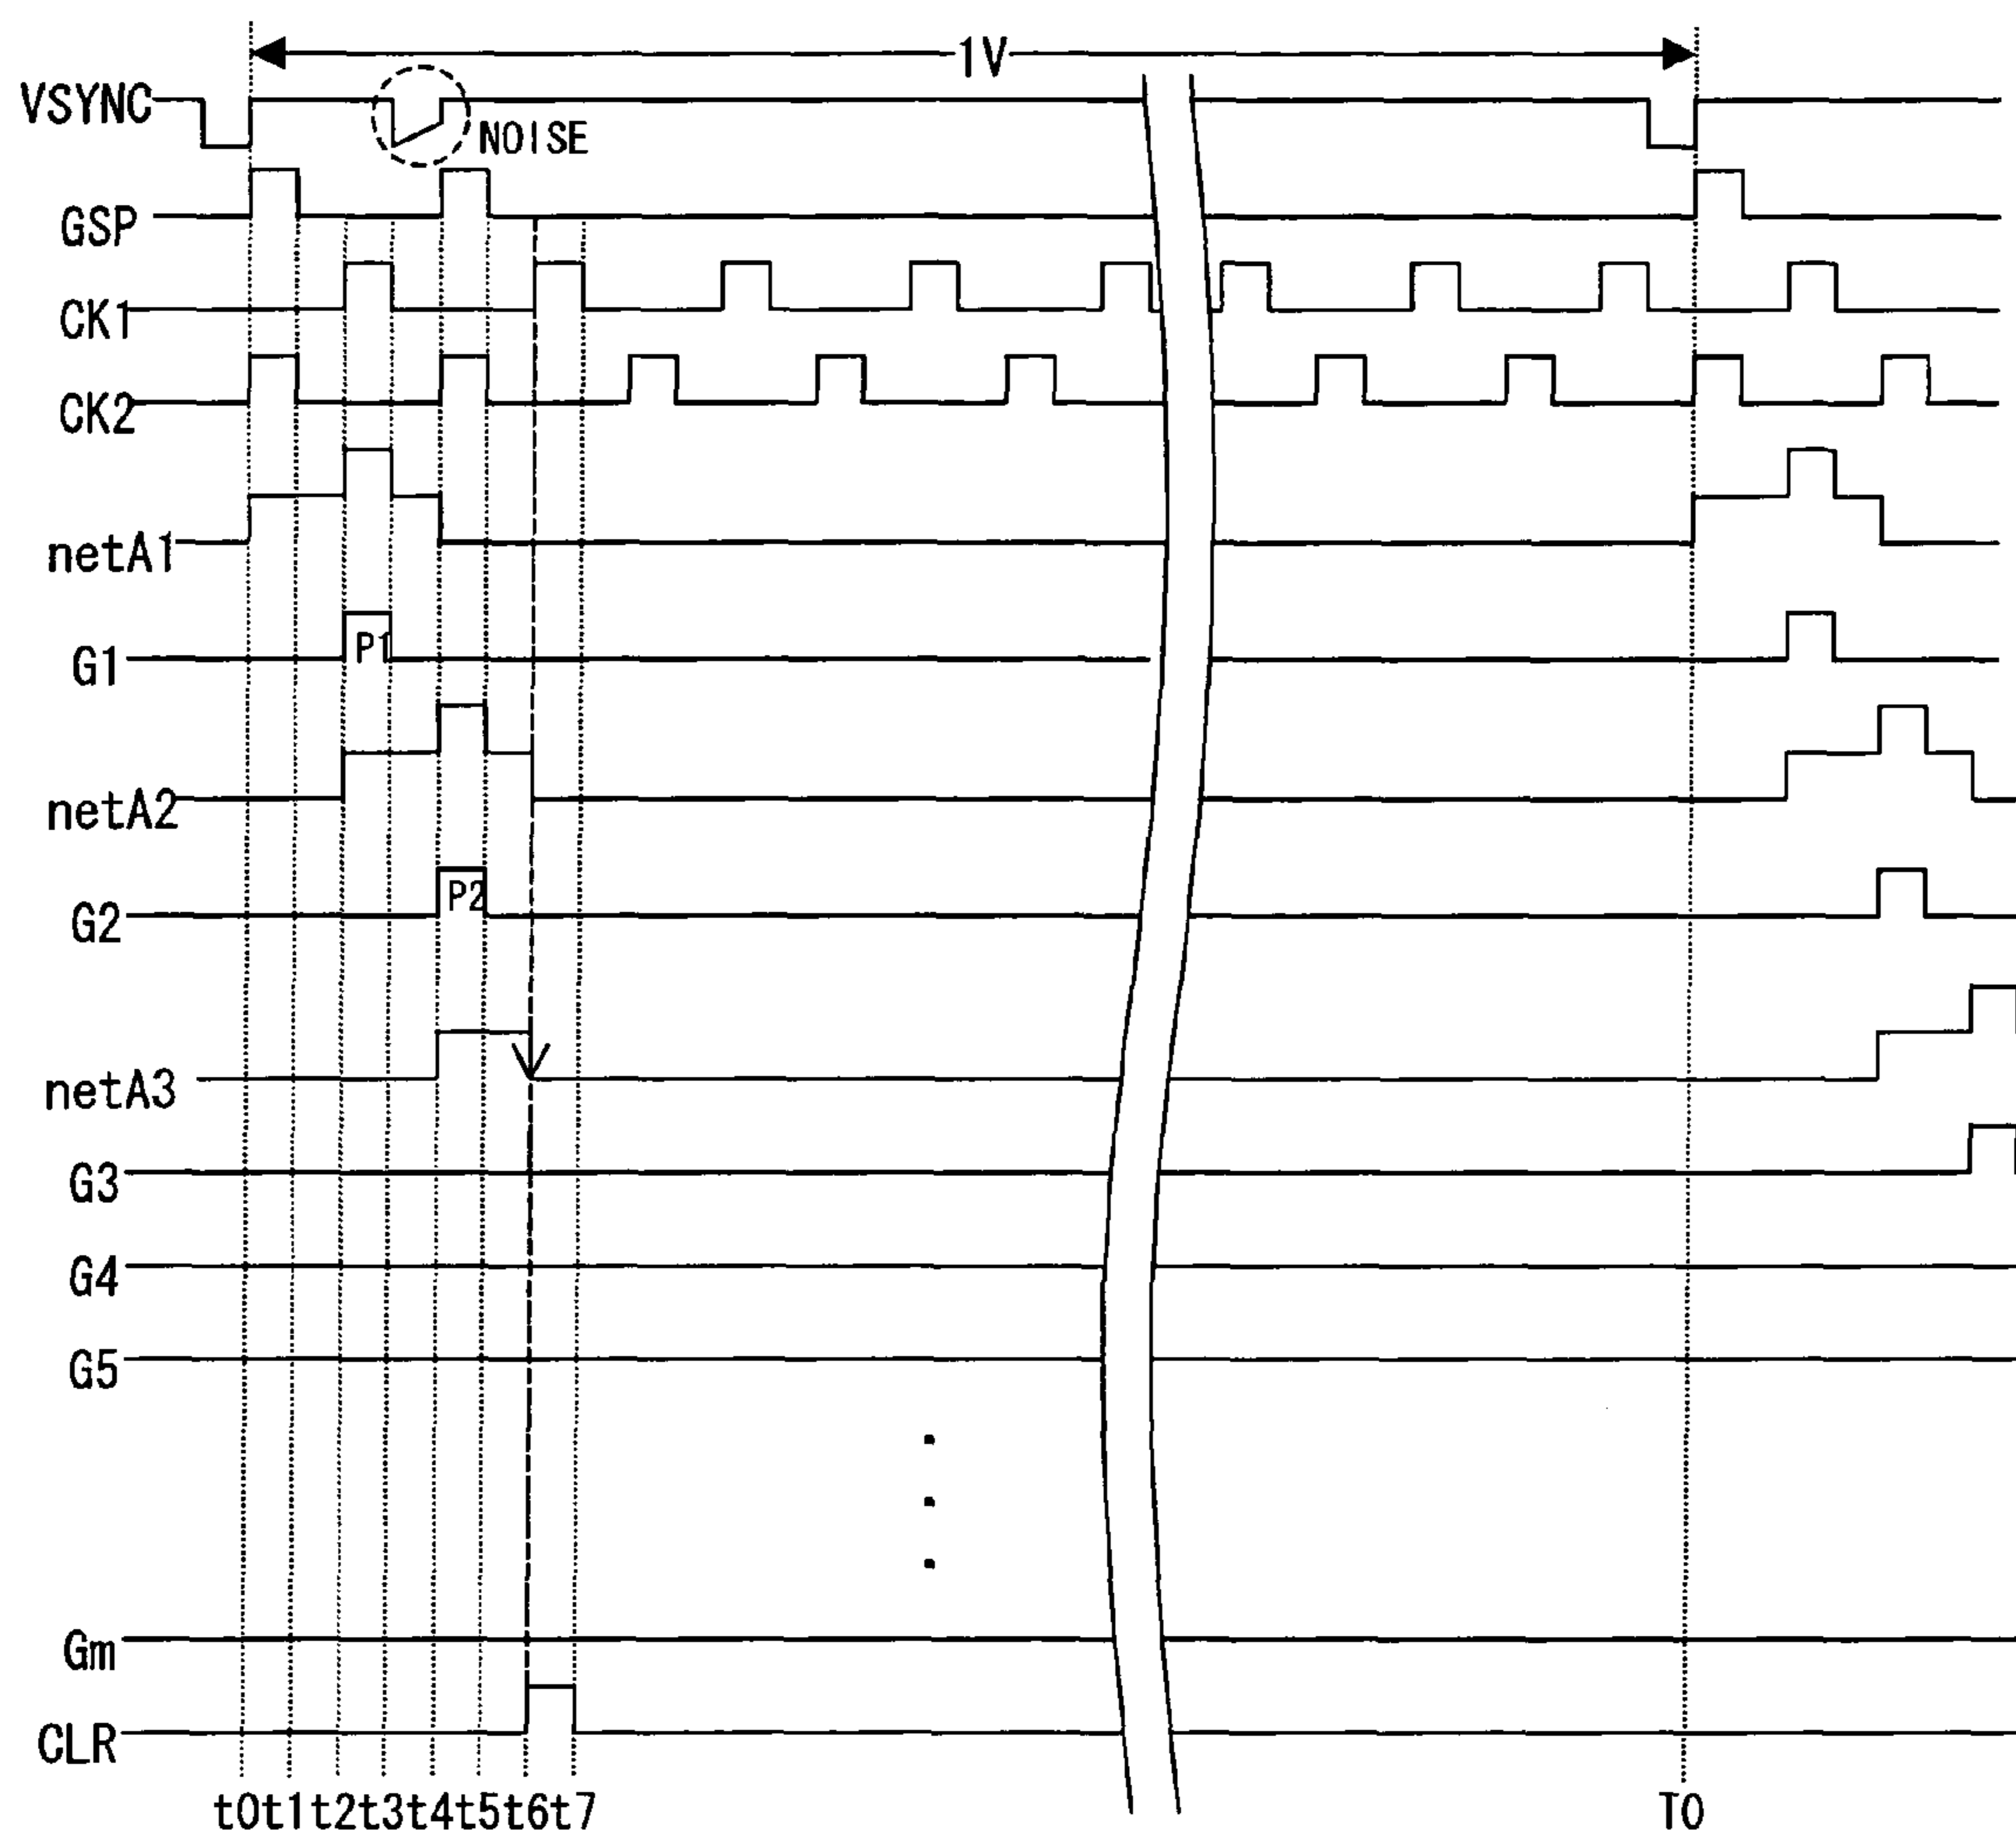 1V
VSYNC
NOISE
GSP
CK1
CK2
netA1
P1
G1
netA2
P2
G2
netA3
G3
G4
G5
Gm
CLR
t0t1t2t3t4t5t6t7
T0